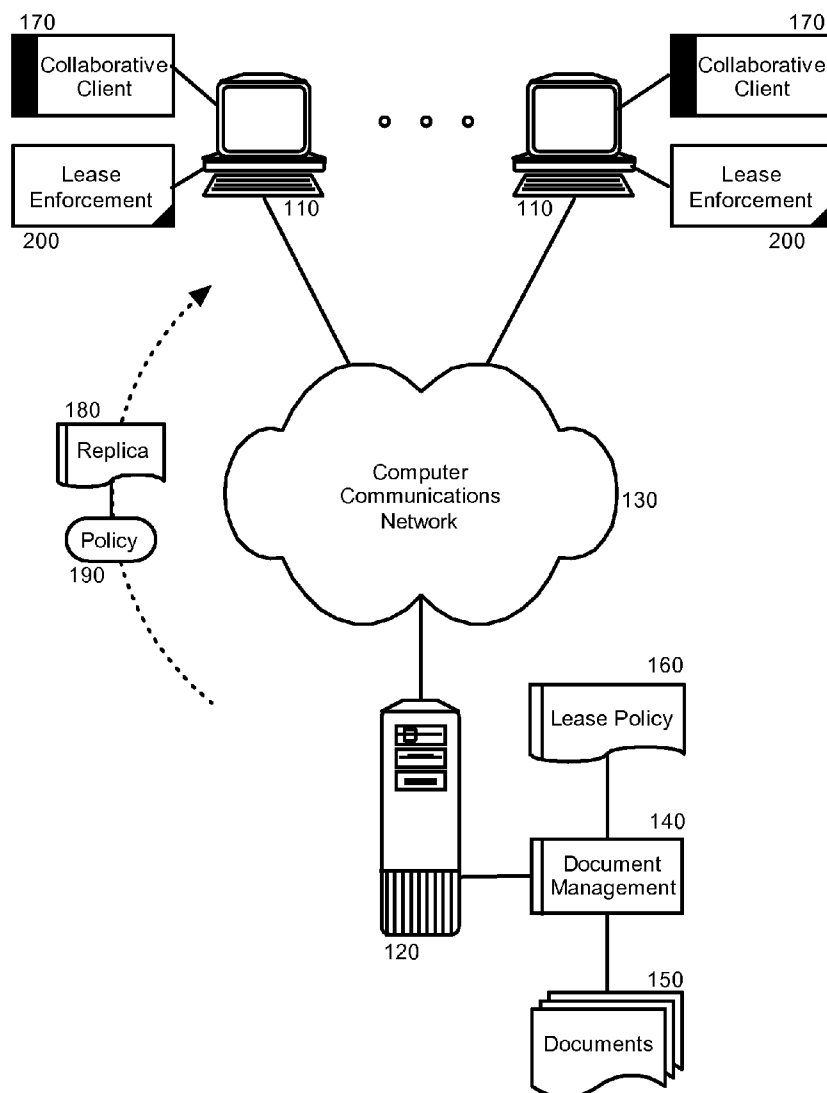 170
170
Collaborative
Client
Collaborative
Client
Lease
Enforcement
Lease
Enforcement
110
110
200
200
180
Replica
Computer
Communications
Network
130
Policy
190
160
Lease Policy
140
Document
Management
120
150
Documents